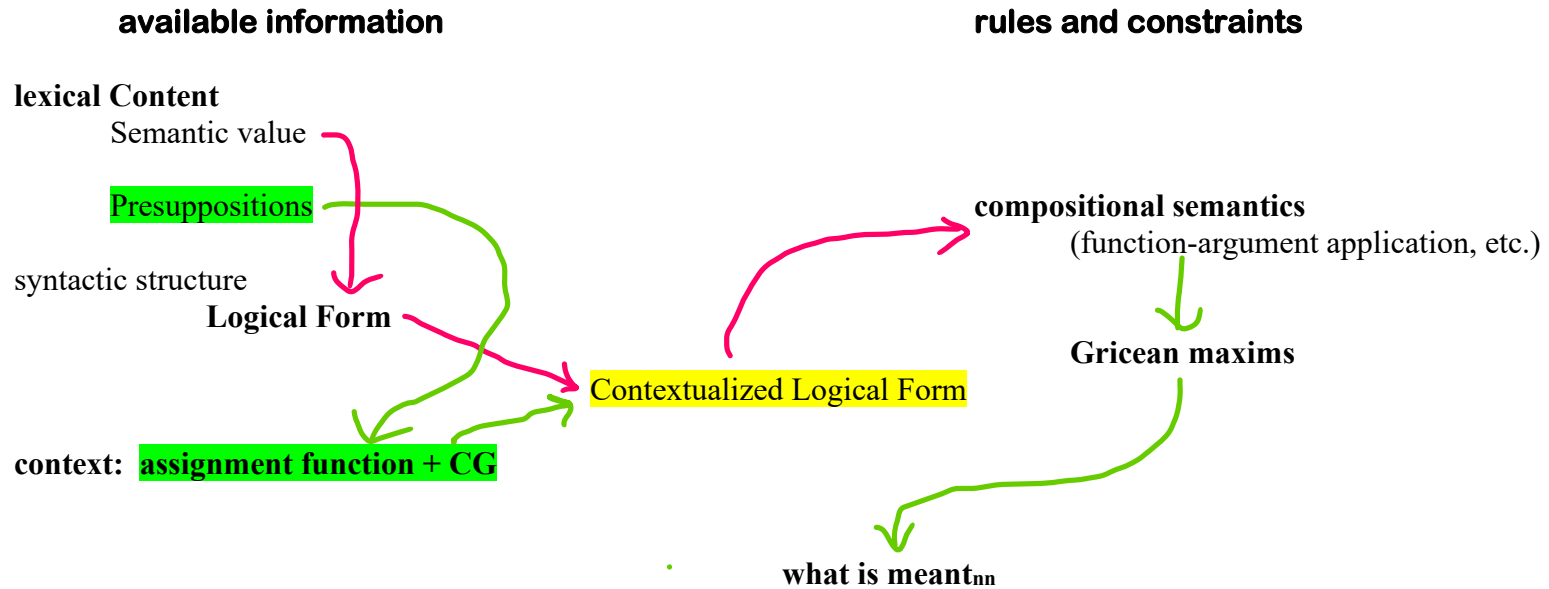 available information
rules and constraints
lexical Content
Semantic value
Presuppositions
compositional semantics
(function-argument application, etc.)
syntactic structure
Logical Form
Gricean maxims
Contextualized Logical Form
context: assignment function + CG
what is meantnn